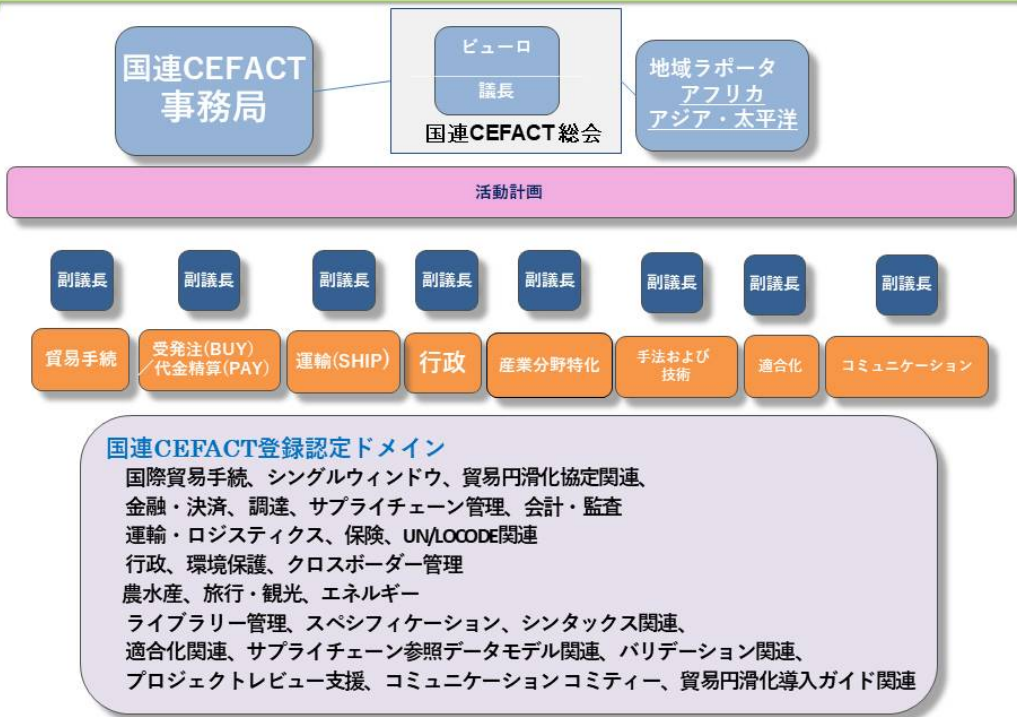 国連CEFACT
事務局
ビューロ
議長
国連CEFACT総会
地域ラポータ
アフリカ
アジア・太平洋
活動計画
副議長
副議長
副議長
副議長
副議長
副議長
副議長
副議長
貿易手続
受発注(BUY)
／代金精算(PAY)
運輸(SHIP)
行政
産業分野特化
手法および
技術
適合化
コミュニケーション
国連CEFACT登録認定ドメイン
国際貿易手続、シングルウィンドウ、貿易円滑化協定関連、
金融・決済、調達、サプライチェーン管理、会計・監査
運輸・ロジスティクス、保険、UN/LOCODE関連
行政、環境保護、クロスボーダー管理
農水産、旅行・観光、エネルギー
ライブラリー管理、スペシフィケーション、シンタックス関連、
適合化関連、サプライチェーン参照データモデル関連、バリデーション関連、
プロジェクトレビュー支援、コミュニケーション コミティー、貿易円滑化導入ガイド関連